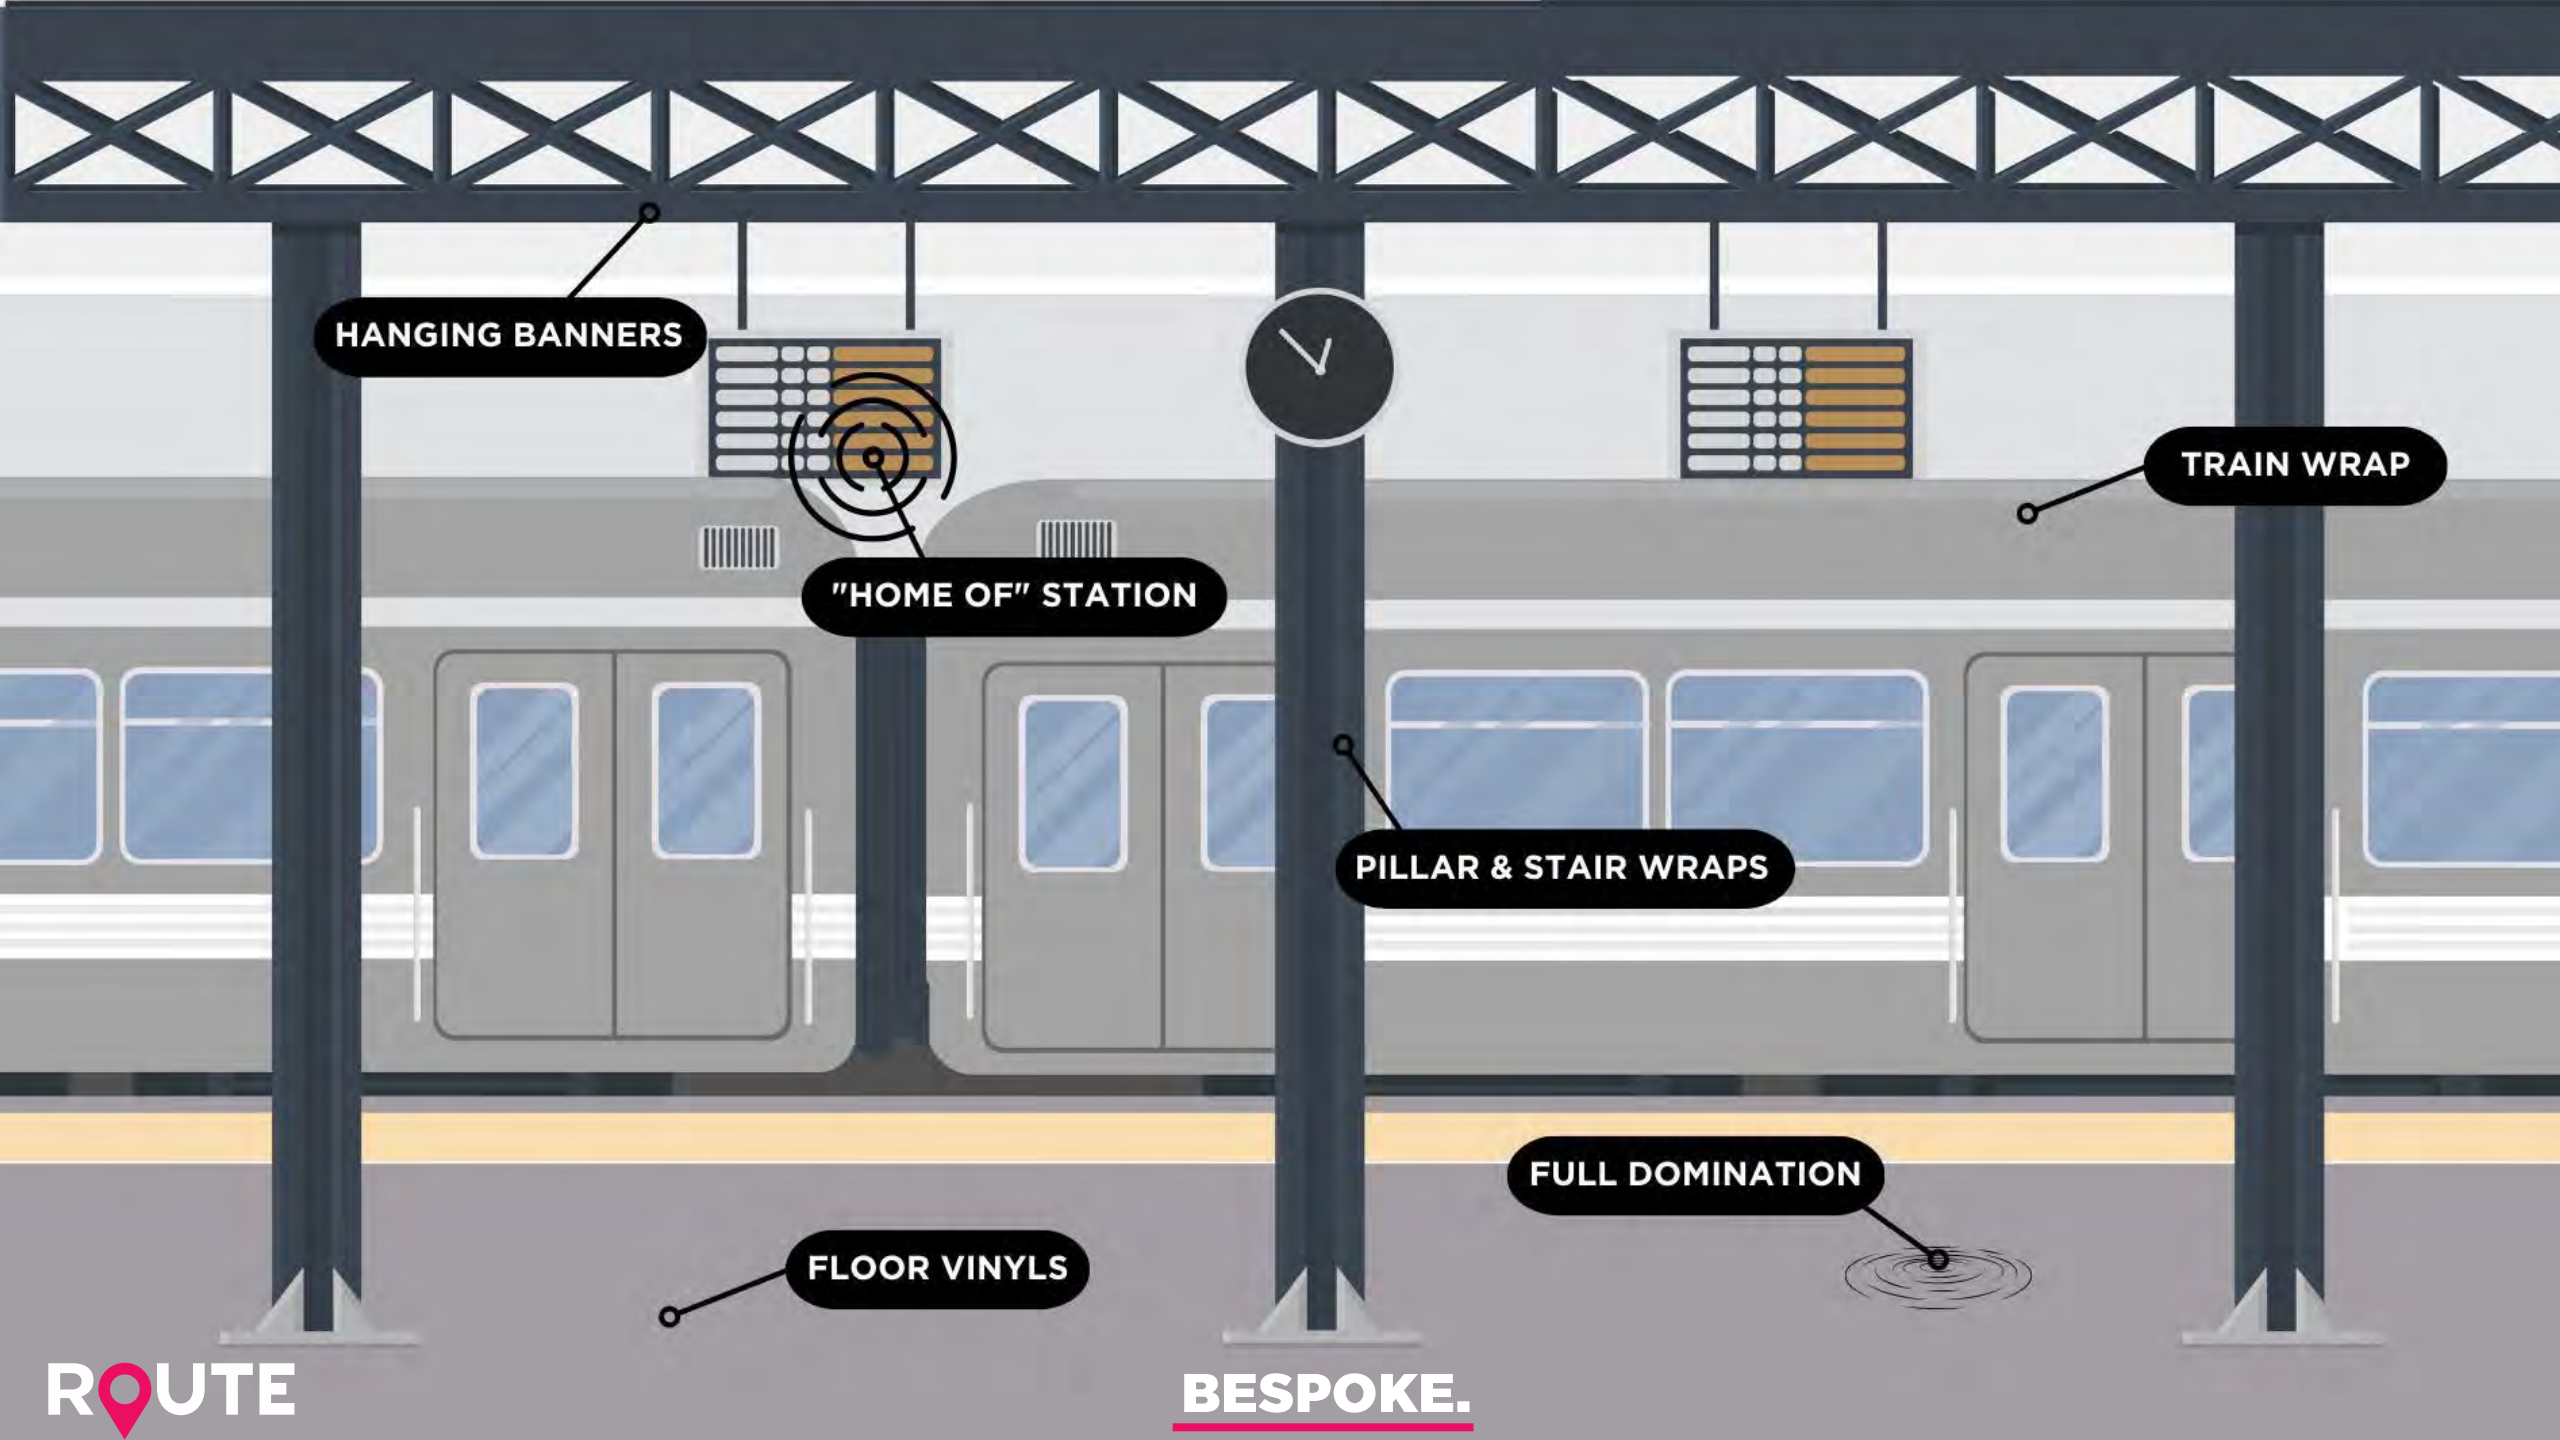 HANGING BANNERS
TRAIN WRAP
"HOME OF" STATION
PILLAR & STAIR WRAPS
FULL DOMINATION
FLOOR VINYLS
ROUTE
BESPOKE.